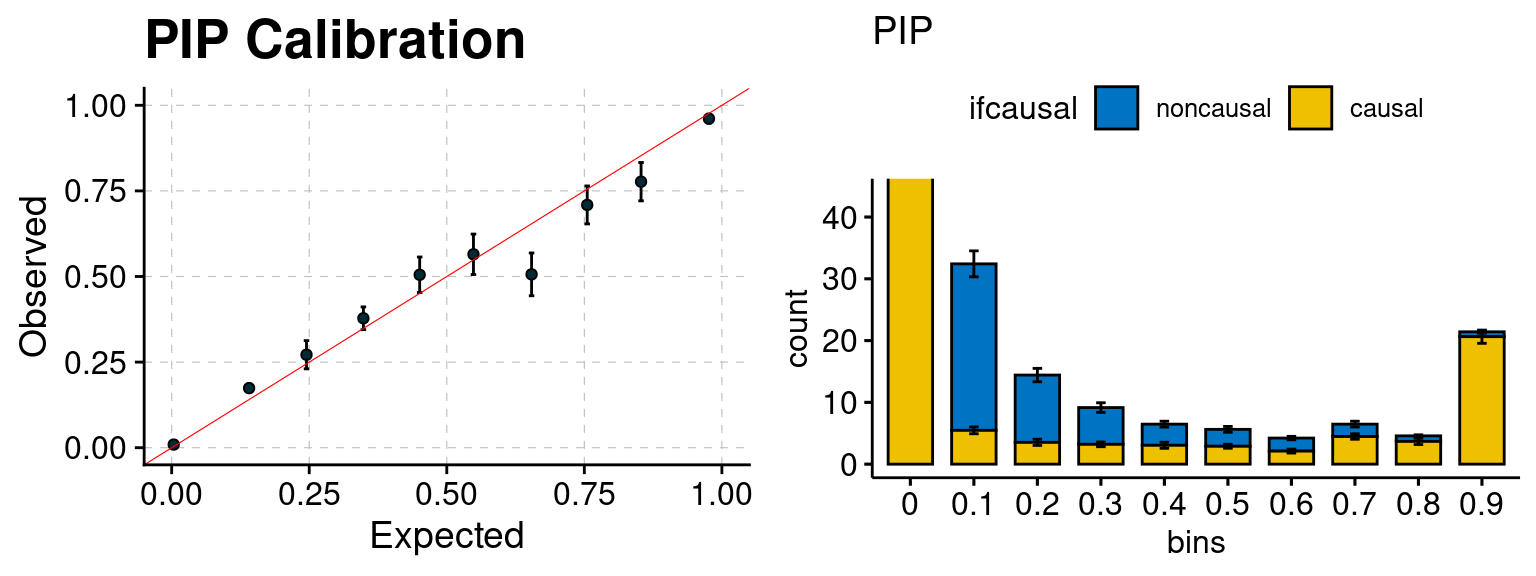 PIP Calibration
Observed
1.00
0.75
0.50
0.25
0.00
0.00 0.25 0.50 0.75 1.00
Expected
PIP
ifcausal noncausal causal
count
40
30
20
10
0
0 0.1 0.2 0.3 0.4 0.5 0.6 0.7 0.8 0.9
bins